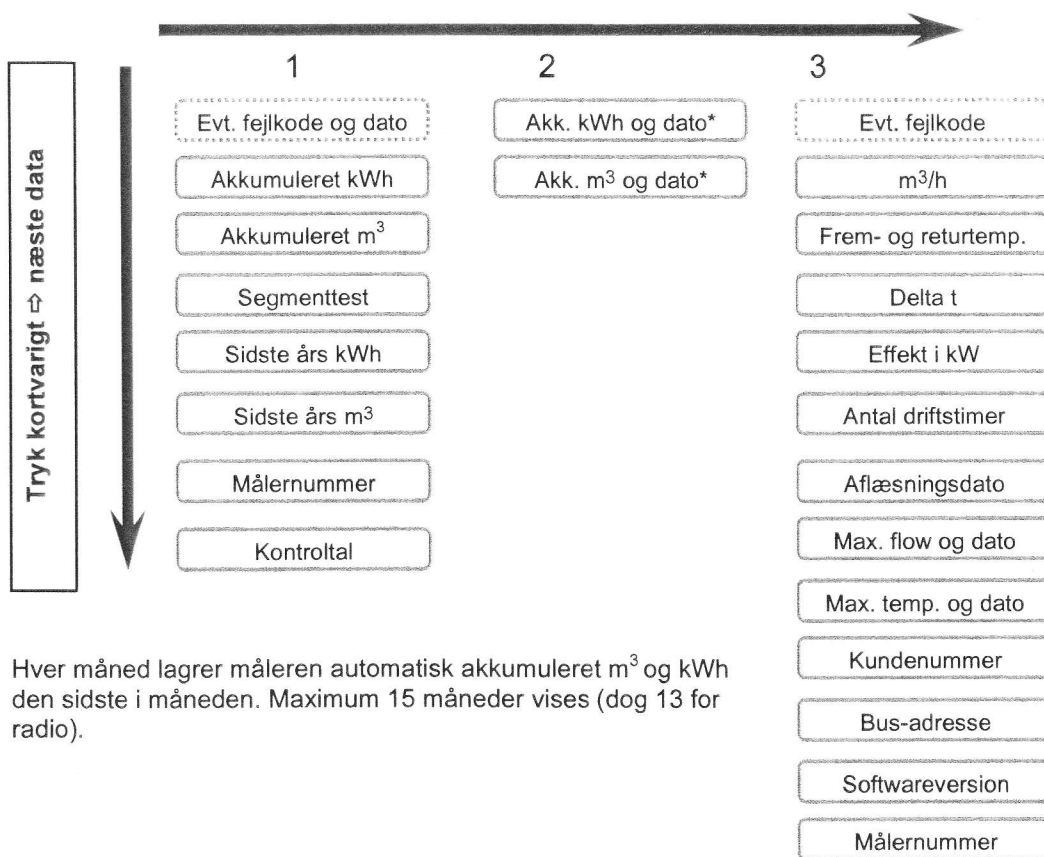 1
2
3
Tryk kortvarigt ⇨ næste data
Evt. fejlkode og dato
Akkumuleret kWh
Akkumuleret m³
Segmenttest
Sidste års kWh
Sidste års m³
Målernummer
Kontroltal
Akk. kWh og dato*
Akk. m³ og dato*
Evt. fejlkode
m³/h
Frem- og returtemp.
Delta t
Effekt i kW
Antal driftstimer
Aflæsningsdato
Max. flow og dato
Max. temp. og dato
Kundenummer
Bus-adresse
Softwareversion
Målernummer
Hver måned lagrer måleren automatisk akkumuleret m³ og kWh
den sidste i måneden. Maximum 15 måneder vises (dog 13 for
radio).